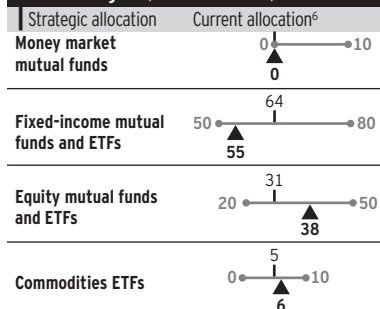 Strategic allocation Current allocation⁶
Money market
mutual funds
0 10
0
Fixed-income mutual
funds and ETFs
64
50 80
55
Equity mutual funds
and ETFs
31
20 50
38
Commodities ETFs
5
0 10
6